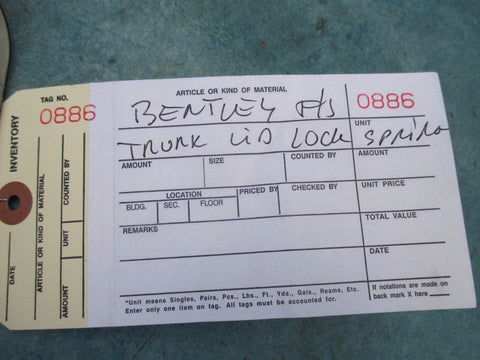 TAG NO.
0886
INVENTORY
DATE
ARTICLE OR KIND OF MATERIAL
AMOUNT
UNIT
COUNTED BY
ARTICLE OR KIND OF MATERIAL
BENTLEY F/S
0886
TRUNK LID LOCK SPRING
UNIT
AMOUNT
SIZE
COUNTED BY
AMOUNT
LOCATION
PRICED BY
CHECKED BY
UNIT PRICE
BLDG.
SEC.
FLOOR
TOTAL VALUE
REMARKS
DATE
*Unit means Singles, Pairs, Pcs., Lbs., Ft., Yds., Gals., Reams, Etc.
Enter only one item on tag. All tags must be accounted for.
If notations are made on
back mark X here